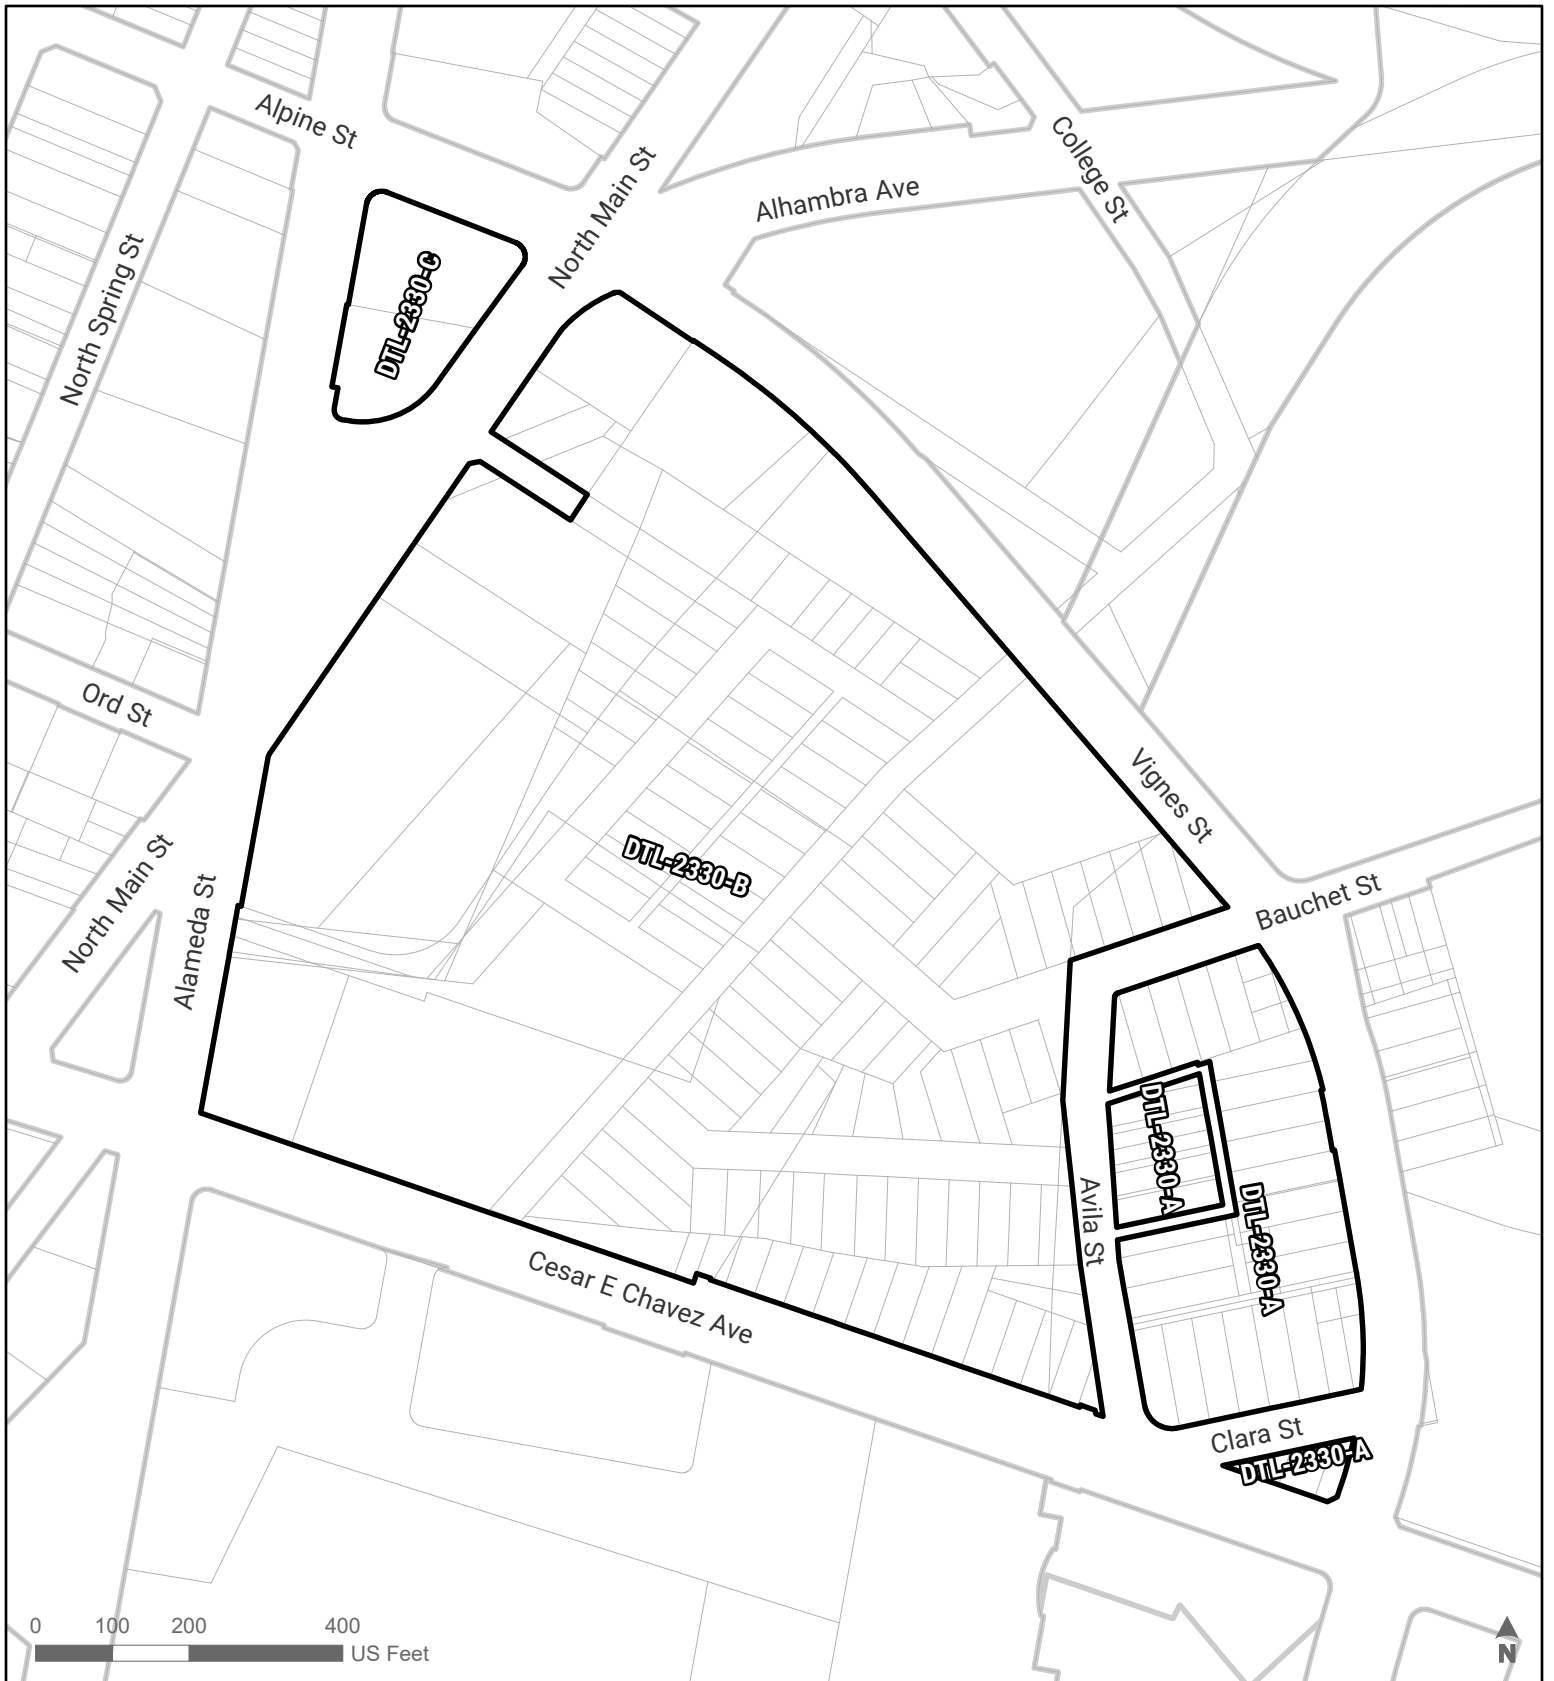 Alpine St
North Main St
College St
Alhambra Ave
North Spring St
DTL-2330-C
Ord St
Vignes St
North Main St
Alameda St
DTL-2330-B
Bauchet St
DTL-2330-A
Avila St
DTL-2330-A
Cesar E Chavez Ave
Clara St
DTL-2330-A
0 100 200 400
US Feet
N